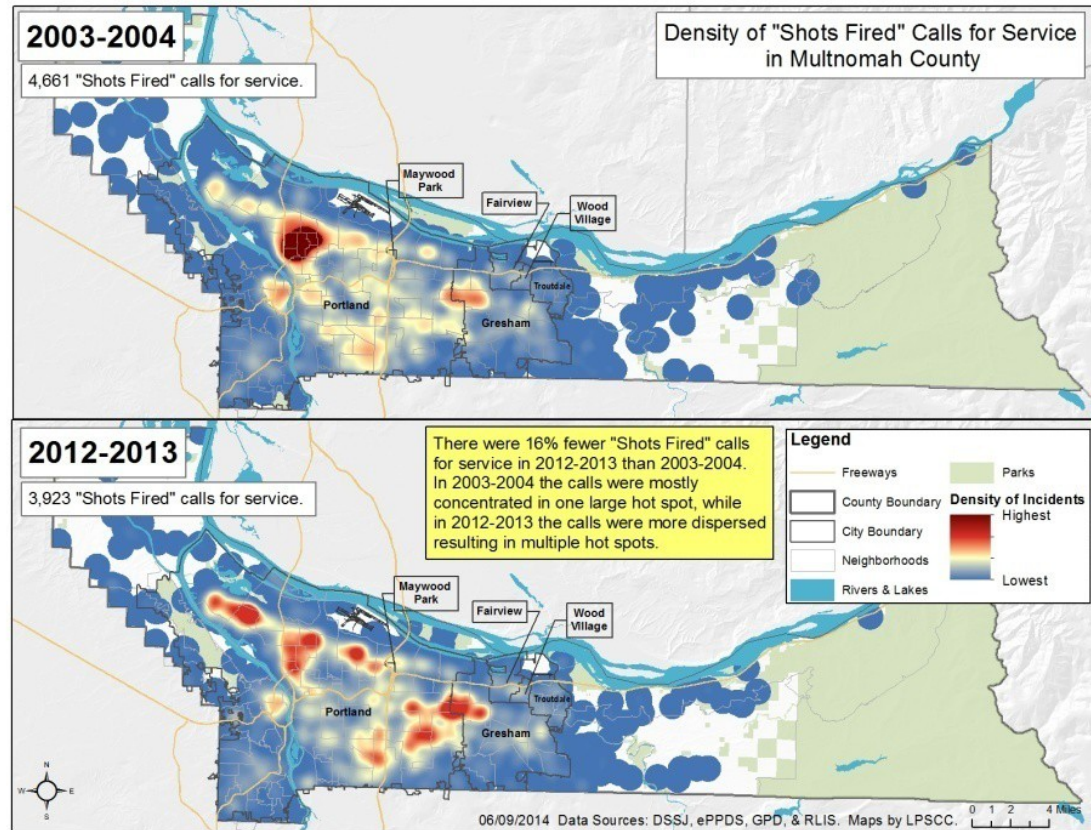 2003-2004
4,661 "Shots Fired" calls for service.
Density of "Shots Fired" Calls for Service
in Multnomah County
Maywood
Park
Fairview
Wood
Village
Troutdale
Portland
Gresham
2012-2013
3,923 "Shots Fired" calls for service.
There were 16% fewer "Shots Fired" calls
for service in 2012-2013 than 2003-2004.
In 2003-2004 the calls were mostly
concentrated in one large hot spot, while
in 2012-2013 the calls were more dispersed
resulting in multiple hot spots.
Legend
Freeways
County Boundary
City Boundary
Neighborhoods
Rivers & Lakes
Parks
Density of Incidents
Highest
Lowest
Maywood
Park
Fairview
Wood
Village
Troutdale
Portland
Gresham
N
W E
S
06/09/2014 Data Sources: DSSJ, ePPDS, GPD, & RLIS. Maps by LPSCC.
0 1 2 4 Miles